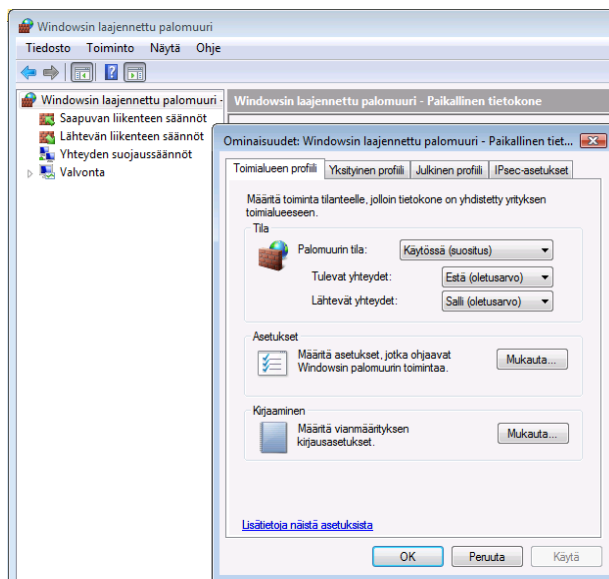 Windowsin laajennettu palomuuri
Tiedosto Toiminto Näytä Ohje
Windowsin laajennettu palomuuri -
Saapuvan liikenteen säännöt
Lähtevän liikenteen säännöt
Yhteyden suojaussäännöt
Valvonta
Windowsin laajennettu palomuuri - Paikallinen tietokone
Ominaisuudet: Windowsin laajennettu palomuuri - Paikallinen tiet...
Toimialueen profiili Yksityinen profiili Julkinen profiili IPsec-asetukset
Määritä toiminta tilanteelle, jolloin tietokone on yhdistetty yrityksen
toimialueeseen.
Tila
Palomuurin tila: Käytössä (suositus)
Tulevat yhteydet: Estä (oletusarvo)
Lähtevät yhteydet: Salli (oletusarvo)
Asetukset
Määritä asetukset, jotka ohjaavat
Windowsin palomuurin toimintaa.
Mukauta...
Kirjaaminen
Määritä vianmäärityksen
kirjausasetukset.
Mukauta...
Lisätietoja näistä asetuksista
OK Peruuta Käytä